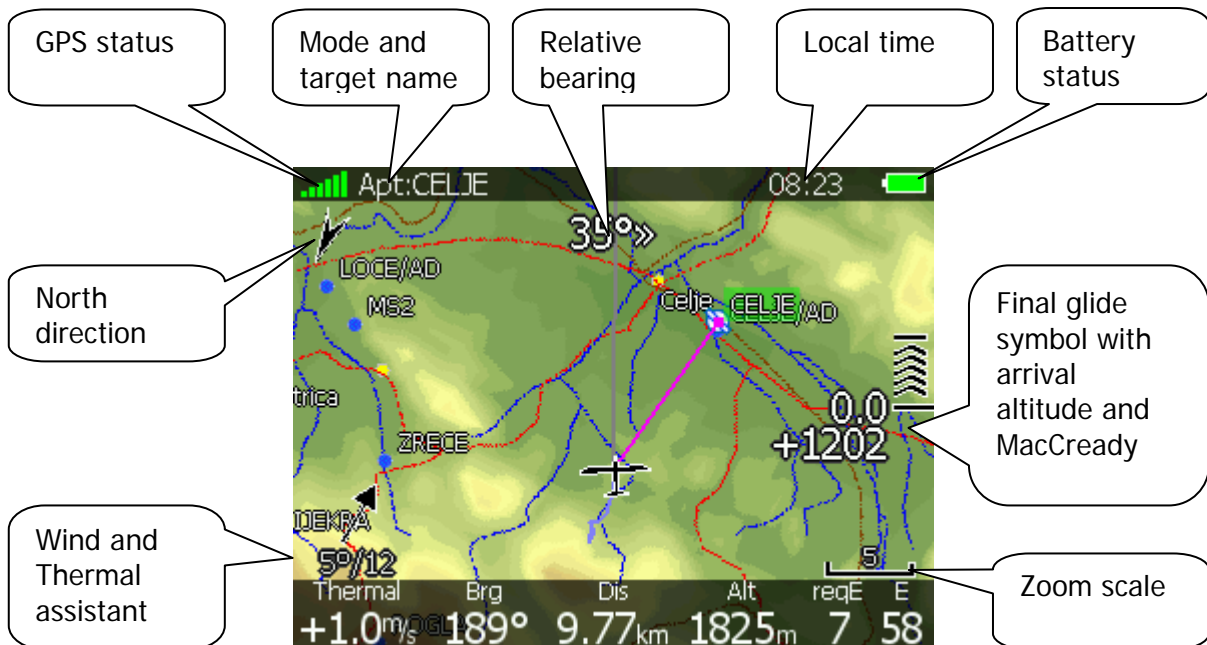 GPS status
Mode and
target name
Relative
bearing
Local time
Battery
status
Apt:CELJE
08:23
35°»
North
direction
LOCE/AD
MS2
Celje
CELJE/AD
Final glide
symbol with
arrival
altitude and
MacCready
trica
0.0
+1202
ZRECE
IJEKRA
Wind and
Thermal
assistant
5º/12
5
Zoom scale
Thermal Brg Dis Alt reqE E
+1.0m/s 189° 9.77km 1825m 7 58